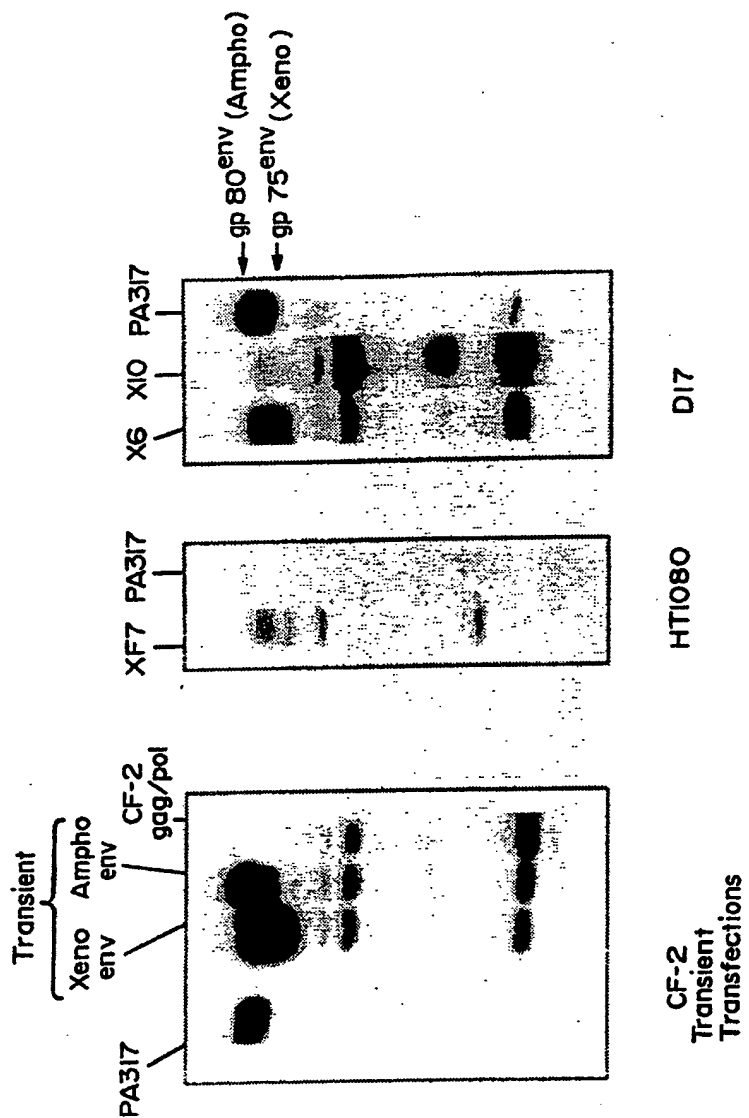 Transient
Xeno
env
Ampho
env
CF-2
gag/pol
PA317
CF-2
Transient
Transfections
XF7
PA317
HT1080
X6
X10
PA317
gp 80env (Ampho)
gp 75env (Xeno)
D17